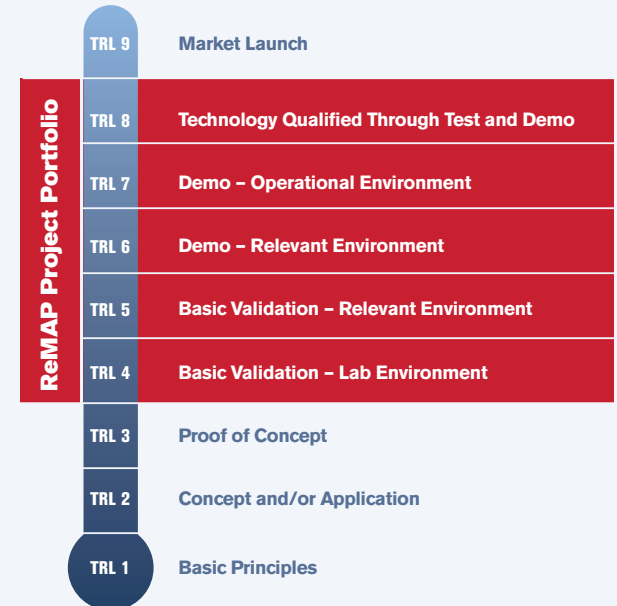 TRL 9 Market Launch
ReMAP Project Portfolio
TRL 8 Technology Qualified Through Test and Demo
TRL 7 Demo – Operational Environment
TRL 6 Demo – Relevant Environment
TRL 5 Basic Validation – Relevant Environment
TRL 4 Basic Validation – Lab Environment
TRL 3 Proof of Concept
TRL 2 Concept and/or Application
TRL 1 Basic Principles